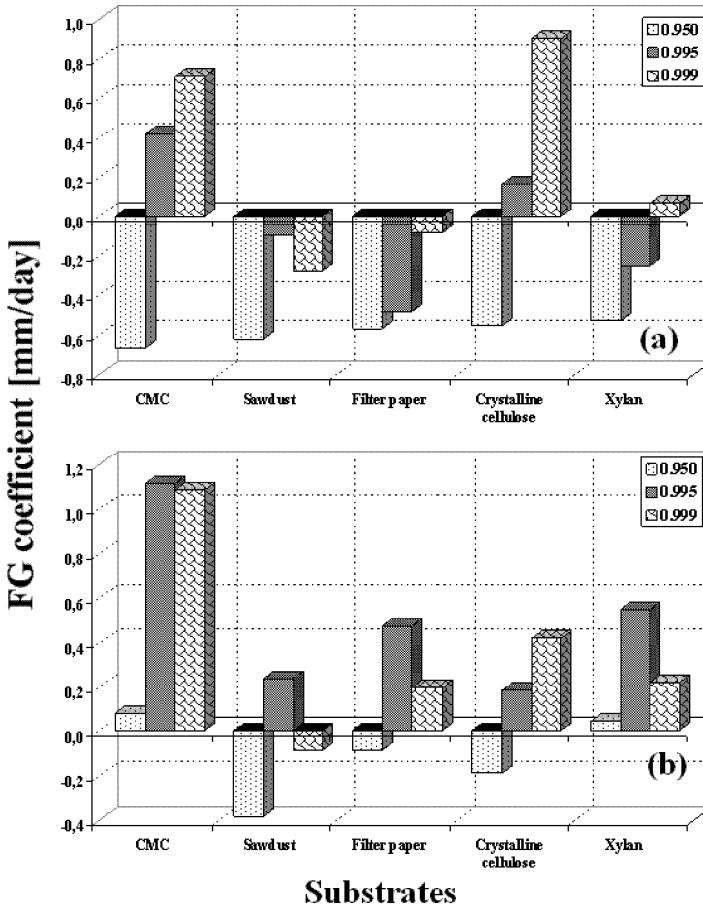 FG coefficient [mm/day]
1,0
0,8
0,6
0,4
0,2
0,0
-0,2
-0,4
-0,6
-0,8
0.950
0.995
0.999
(a)
CMC
Sawdust
Filter paper
Crystalline
cellulose
Xylan
1,2
1,0
0,8
0,6
0,4
0,2
0,0
-0,2
-0,4
0.950
0.995
0.999
(b)
CMC
Sawdust
Filter paper
Crystalline
cellulose
Xylan
Substrates